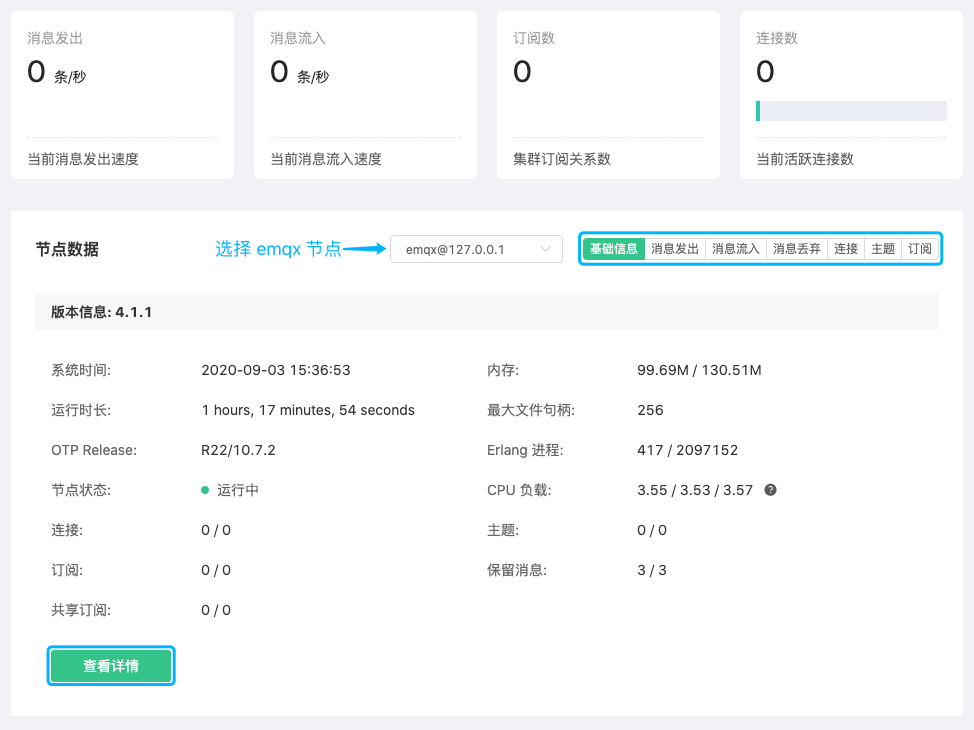 消息发出
0 条/秒
当前消息发出速度
消息流入
0 条/秒
当前消息流入速度
订阅数
0
集群订阅关系数
连接数
0
当前活跃连接数
节点数据
选择 emqx 节点
emqx@127.0.0.1
基础信息 消息发出 消息流入 消息丢弃 连接 主题 订阅
版本信息: 4.1.1
系统时间: 2020-09-03 15:36:53
内存: 99.69M / 130.51M
运行时长: 1 hours, 17 minutes, 54 seconds
最大文件句柄: 256
OTP Release: R22/10.7.2
Erlang 进程: 417 / 2097152
节点状态: 运行中
CPU 负载: 3.55 / 3.53 / 3.57 ?
连接: 0 / 0
主题: 0 / 0
订阅: 0 / 0
保留消息: 3 / 3
共享订阅: 0 / 0
查看详情